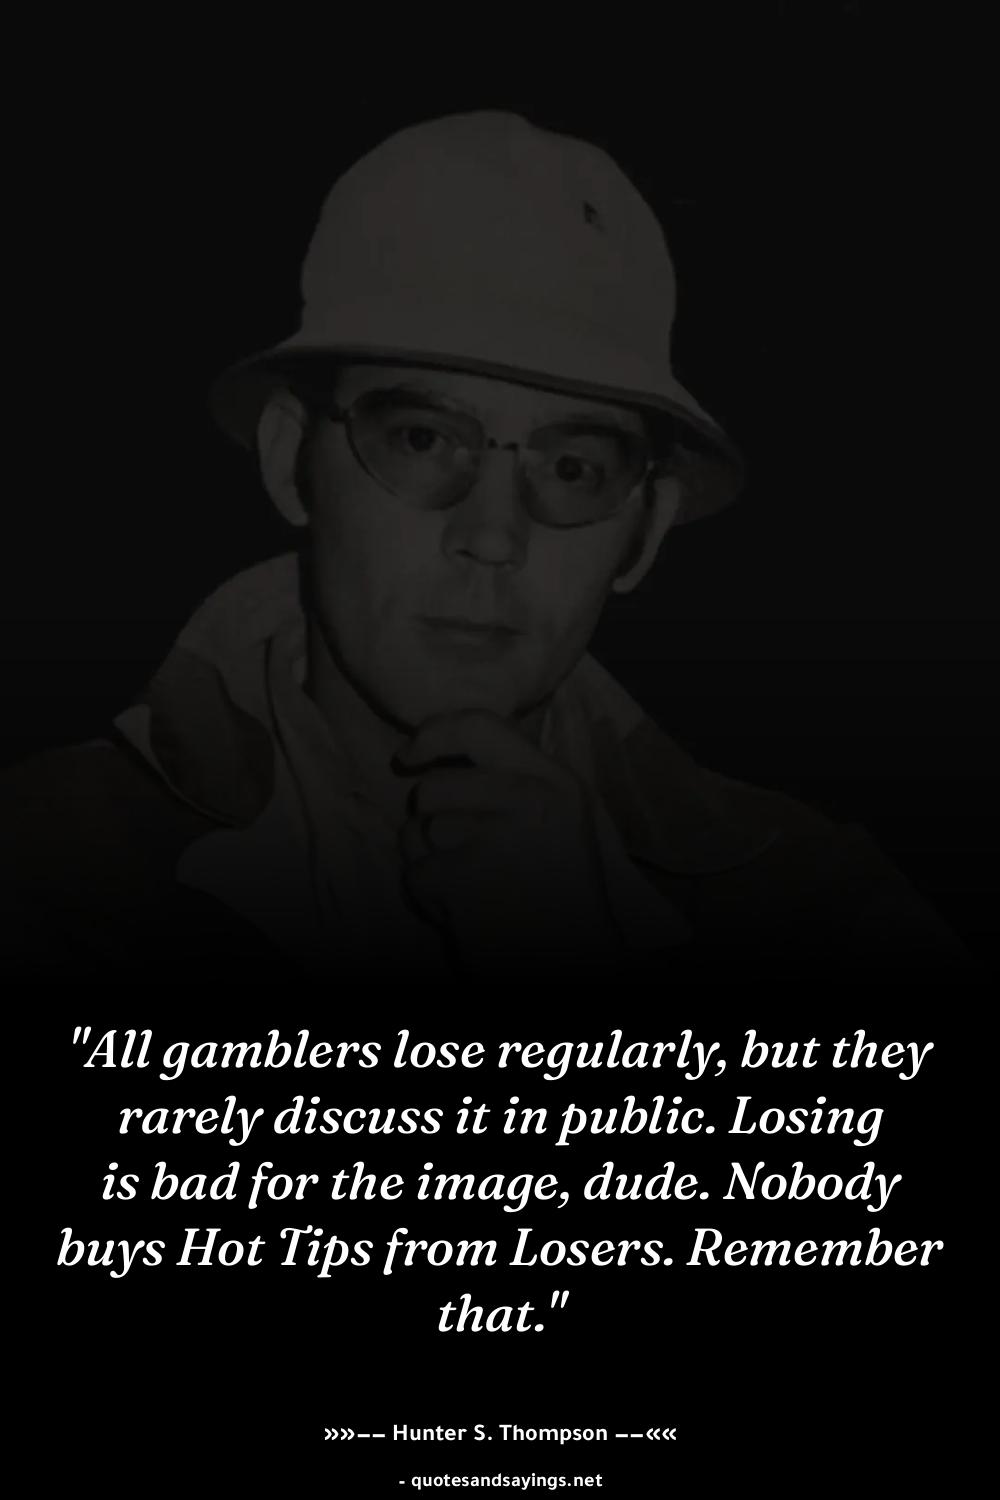 "All gamblers lose regularly, but they
rarely discuss it in public. Losing
is bad for the image, dude. Nobody
buys Hot Tips from Losers. Remember
that."
»»–– Hunter S. Thompson ––««
- quotesandsayings.net